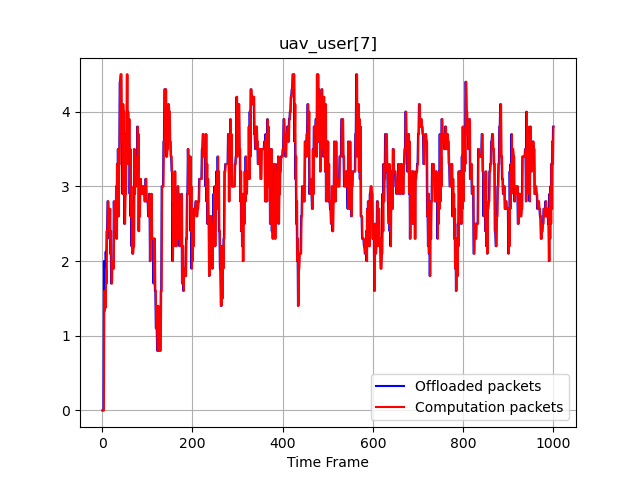 uav_user[7]
4
3
2
1
0
Offloaded packets
Computation packets
0 200 400 600 800 1000
Time Frame